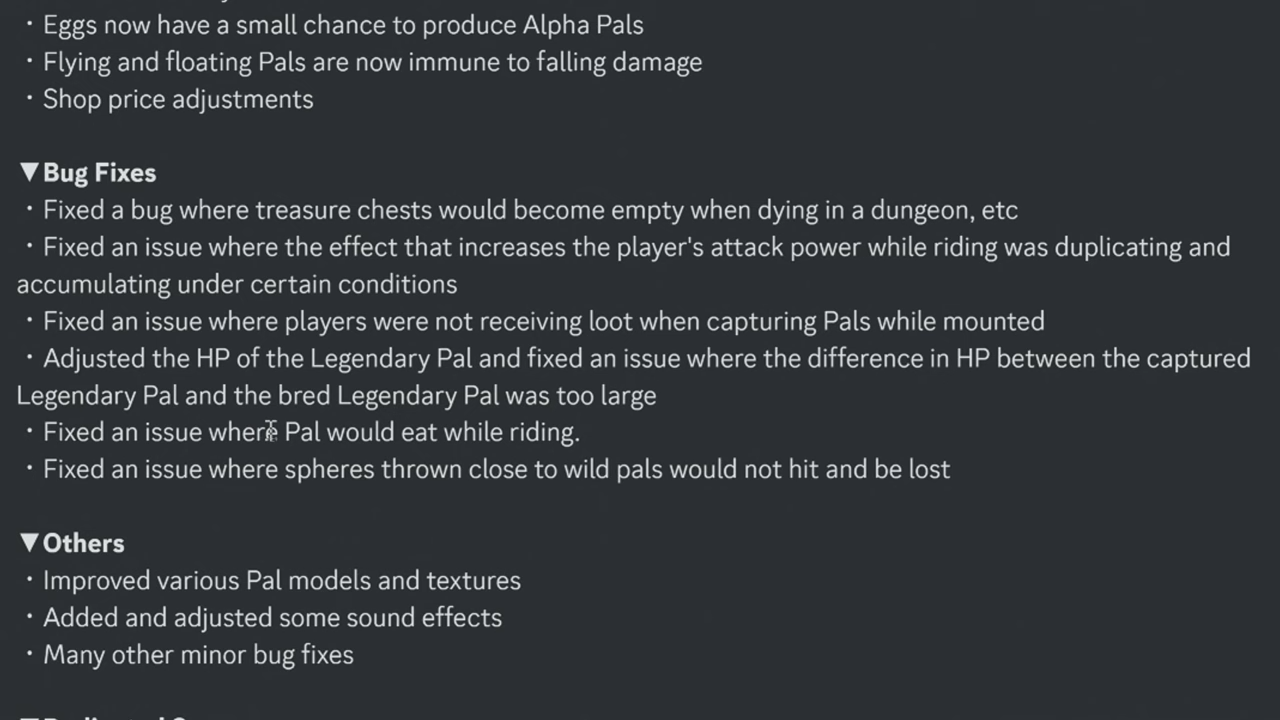 ・Eggs now have a small chance to produce Alpha Pals
・Flying and floating Pals are now immune to falling damage
・Shop price adjustments
▼Bug Fixes
・Fixed a bug where treasure chests would become empty when dying in a dungeon, etc
・Fixed an issue where the effect that increases the player's attack power while riding was duplicating and
accumulating under certain conditions
・Fixed an issue where players were not receiving loot when capturing Pals while mounted
・Adjusted the HP of the Legendary Pal and fixed an issue where the difference in HP between the captured
Legendary Pal and the bred Legendary Pal was too large
・Fixed an issue where Pal would eat while riding.
・Fixed an issue where spheres thrown close to wild pals would not hit and be lost
▼Others
・Improved various Pal models and textures
・Added and adjusted some sound effects
・Many other minor bug fixes